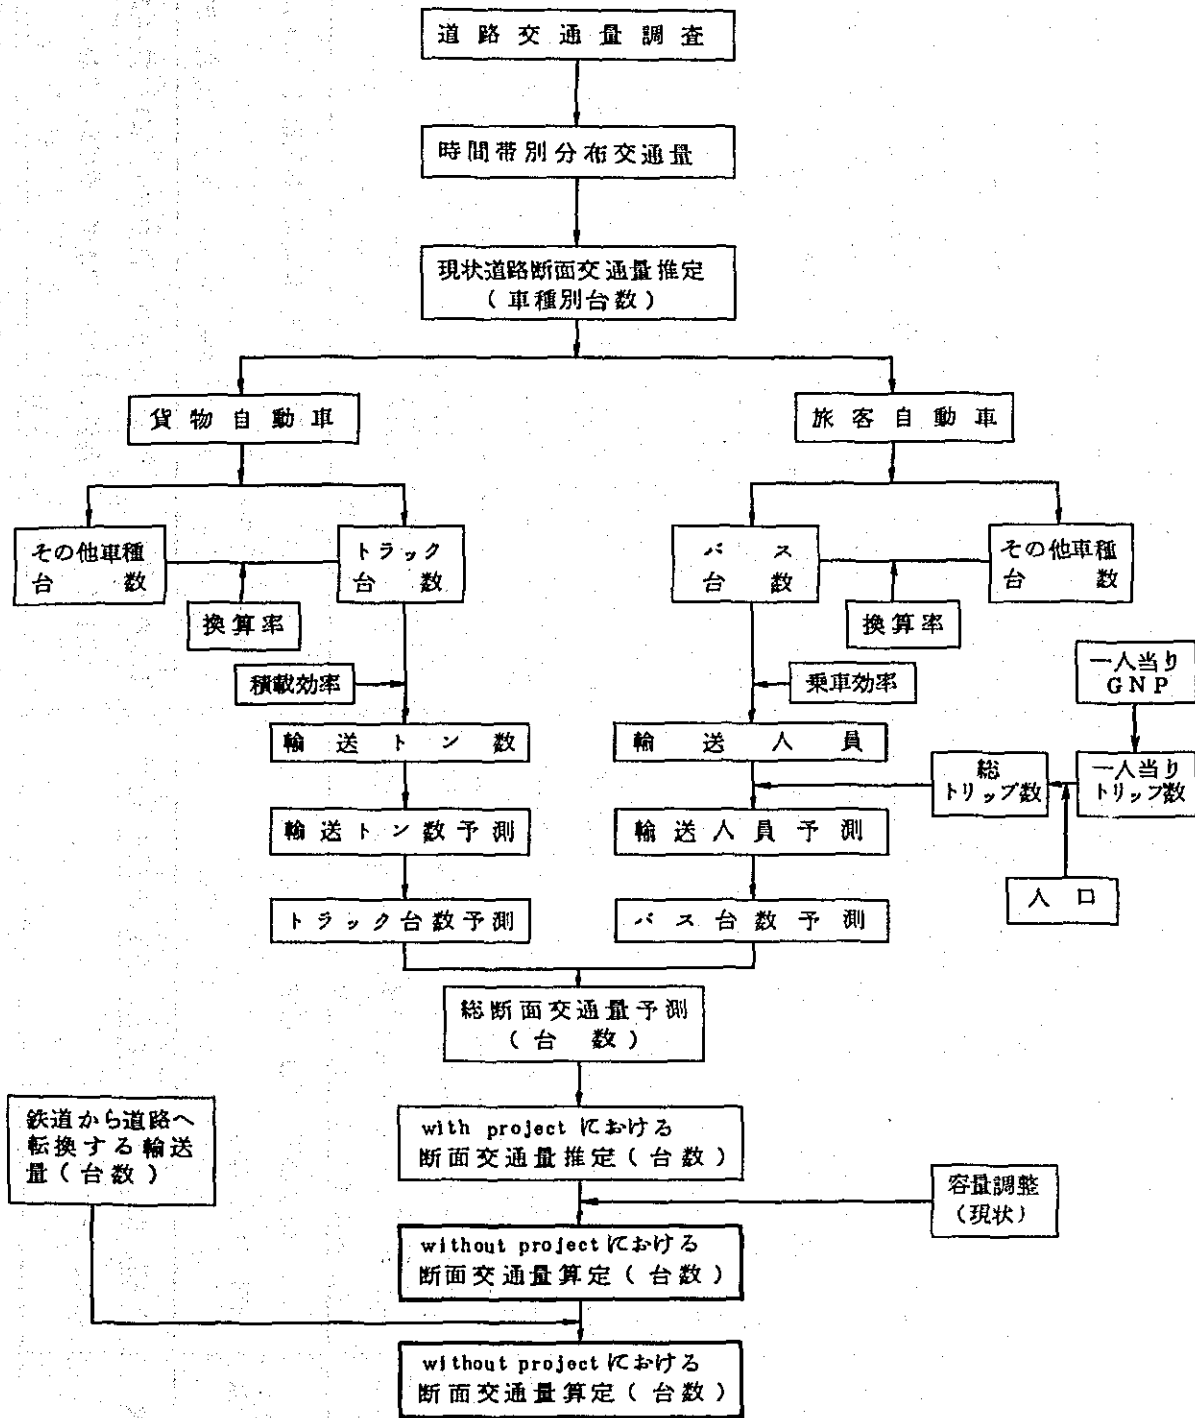 道路交通量調査
時間帯別分布交通量
現状道路断面交通量推定
(車種別台数)
貨物自動車
旅客自動車
その他車種
台数
トラック
台数
バス
台数
その他車種
台数
換算率
換算率
積載効率
乗車効率
一人当り
GNP
輸送トン数
輸送人員
総
トリップ数
一人当り
トリップ数
輸送トン数予測
輸送人員予測
人口
トラック台数予測
バス台数予測
総断面交通量予測
(台数)
鉄道から道路へ
転換する輸送
量(台数)
with project における
断面交通量推定(台数)
容量調整
(現状)
without project における
断面交通量算定(台数)
without project における
断面交通量算定(台数)